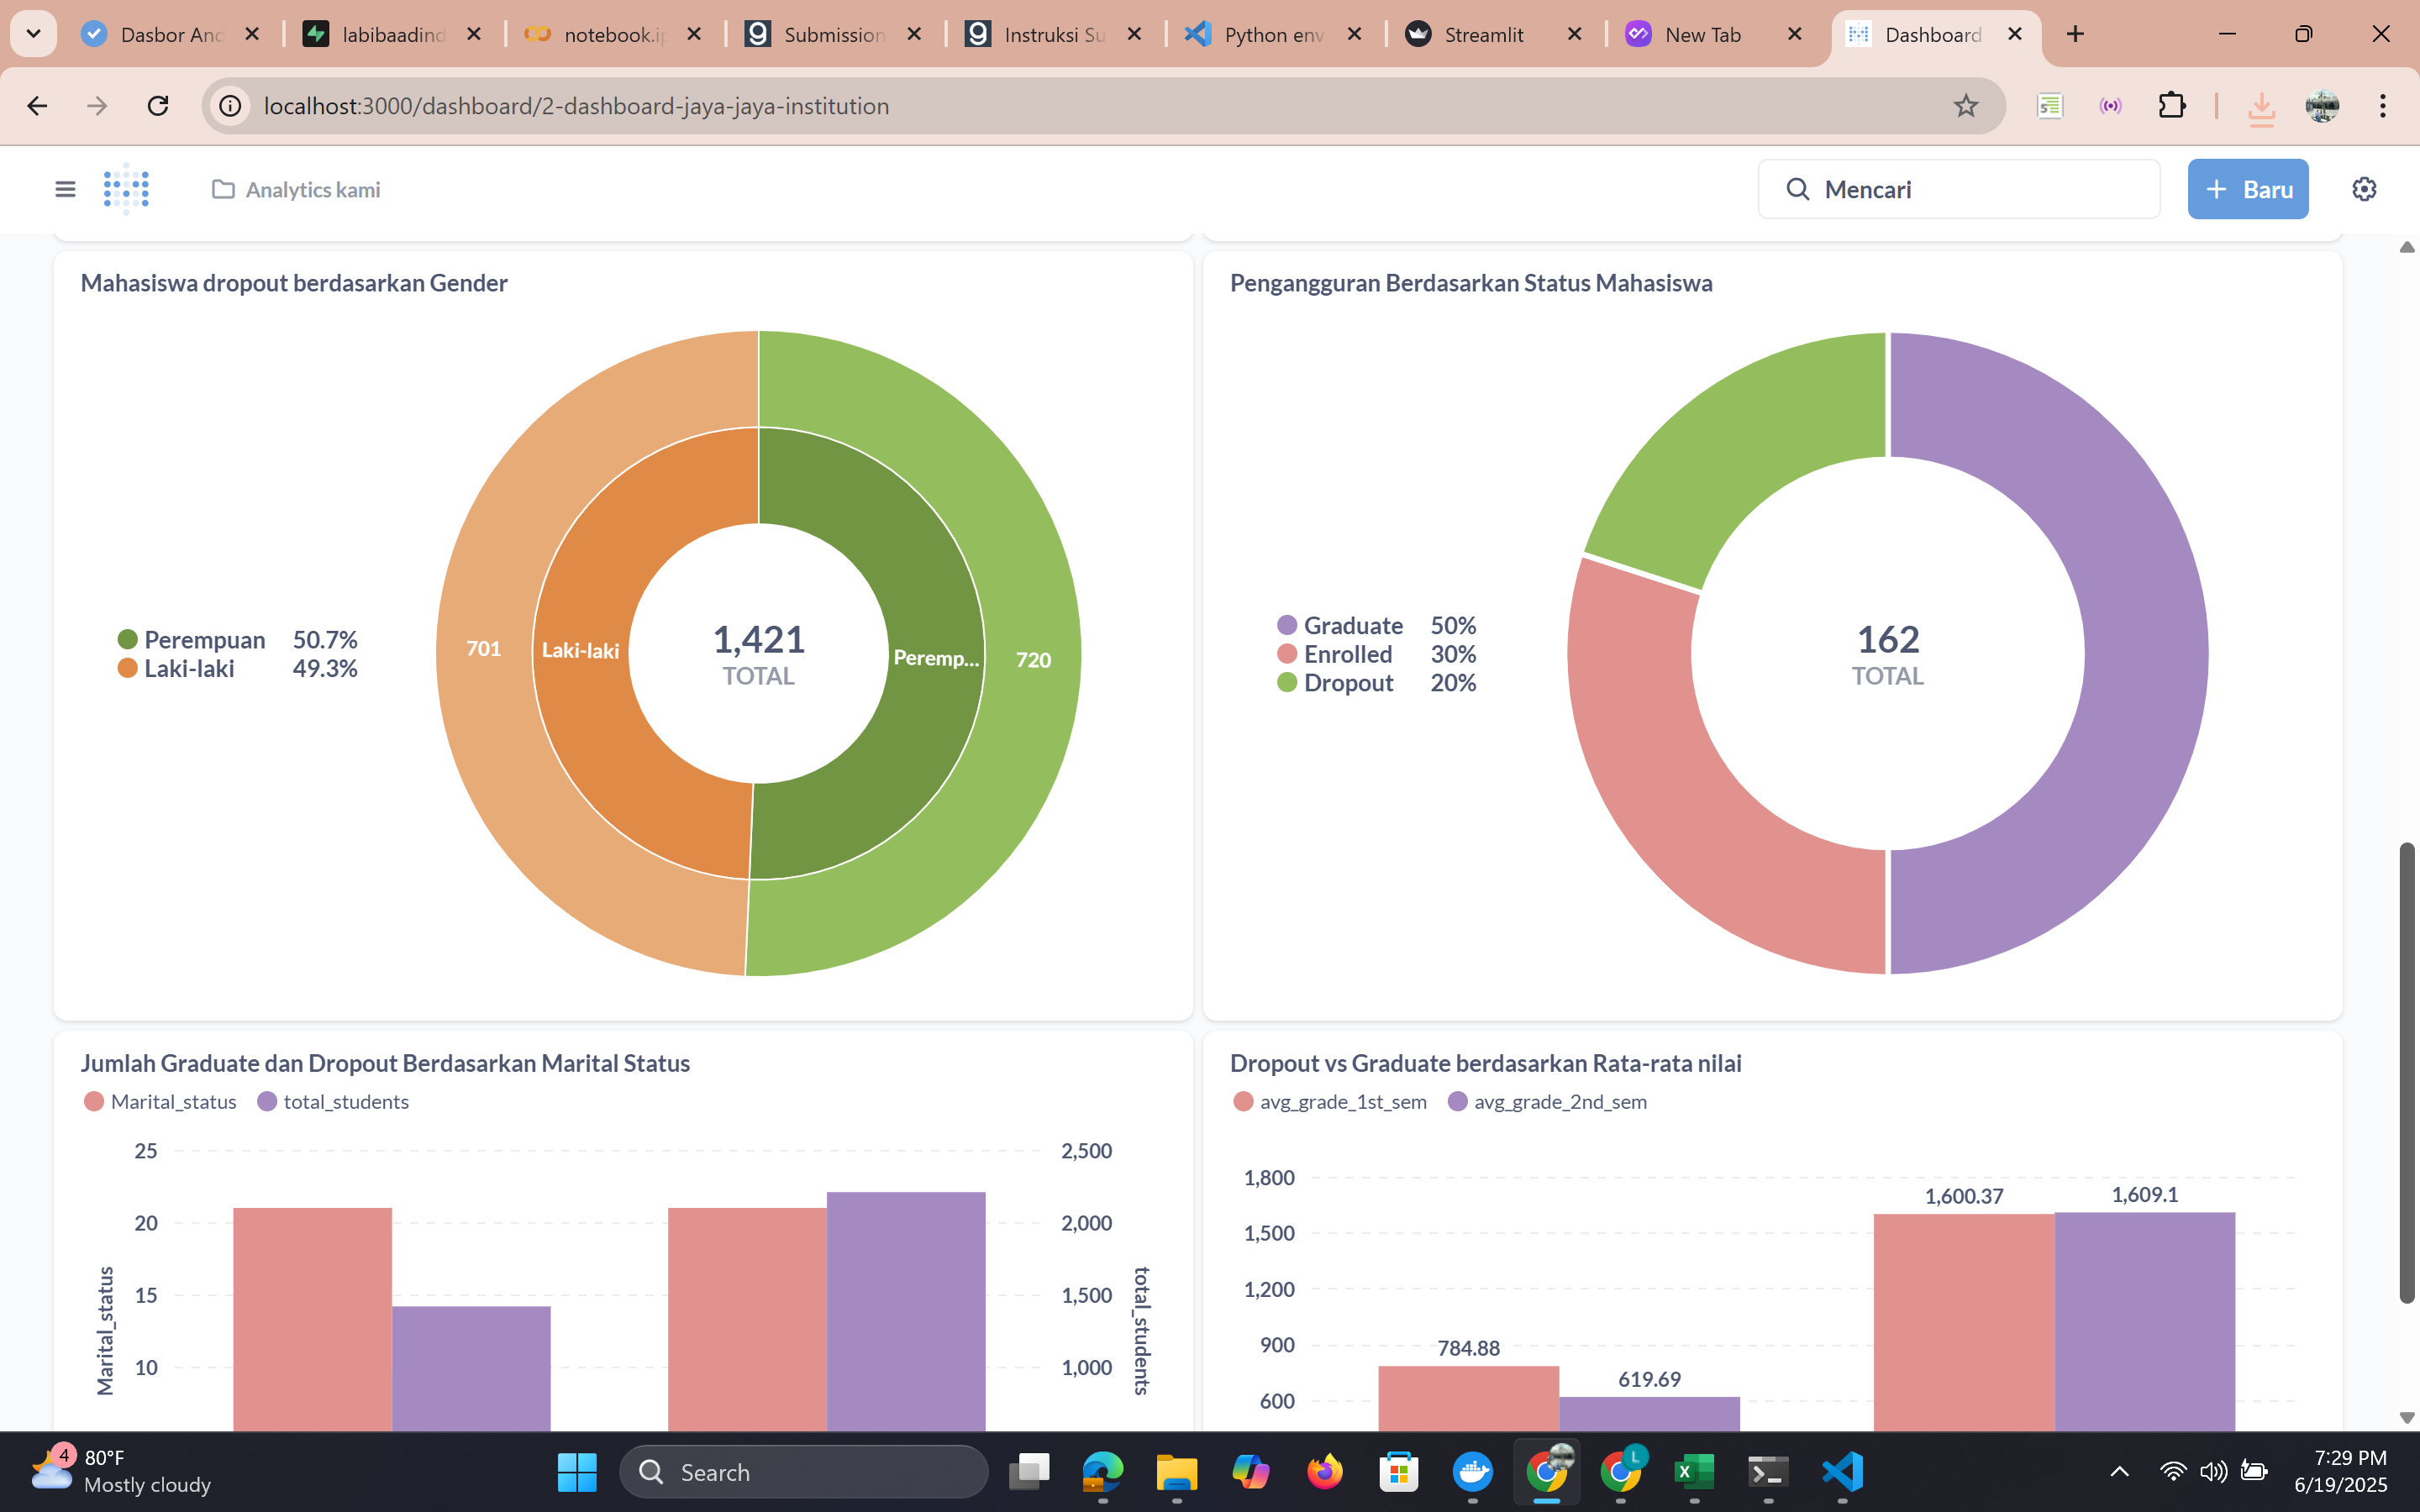 Dasbor And
labibaadind
notebook.ip
Submission
Instruksi Su
Python env
Streamlit
New Tab
Dashboard
localhost:3000/dashboard/2-dashboard-jaya-jaya-institution
Analytics kami
Mencari
+ Baru
Mahasiswa dropout berdasarkan Gender
Perempuan 50.7%
Laki-laki 49.3%
701
Laki-laki
1,421
TOTAL
Peremp...
720
Pengangguran Berdasarkan Status Mahasiswa
Graduate 50%
Enrolled 30%
Dropout 20%
162
TOTAL
Jumlah Graduate dan Dropout Berdasarkan Marital Status
Marital_status total_students
25
20
15
10
Marital_status
2,500
2,000
1,500
1,000
total_students
Dropout vs Graduate berdasarkan Rata-rata nilai
avg_grade_1st_sem avg_grade_2nd_sem
1,800
1,500
1,200
900
600
784.88
619.69
1,600.37
1,609.1
4
80°F
Mostly cloudy
Search
L
7:29 PM
6/19/2025